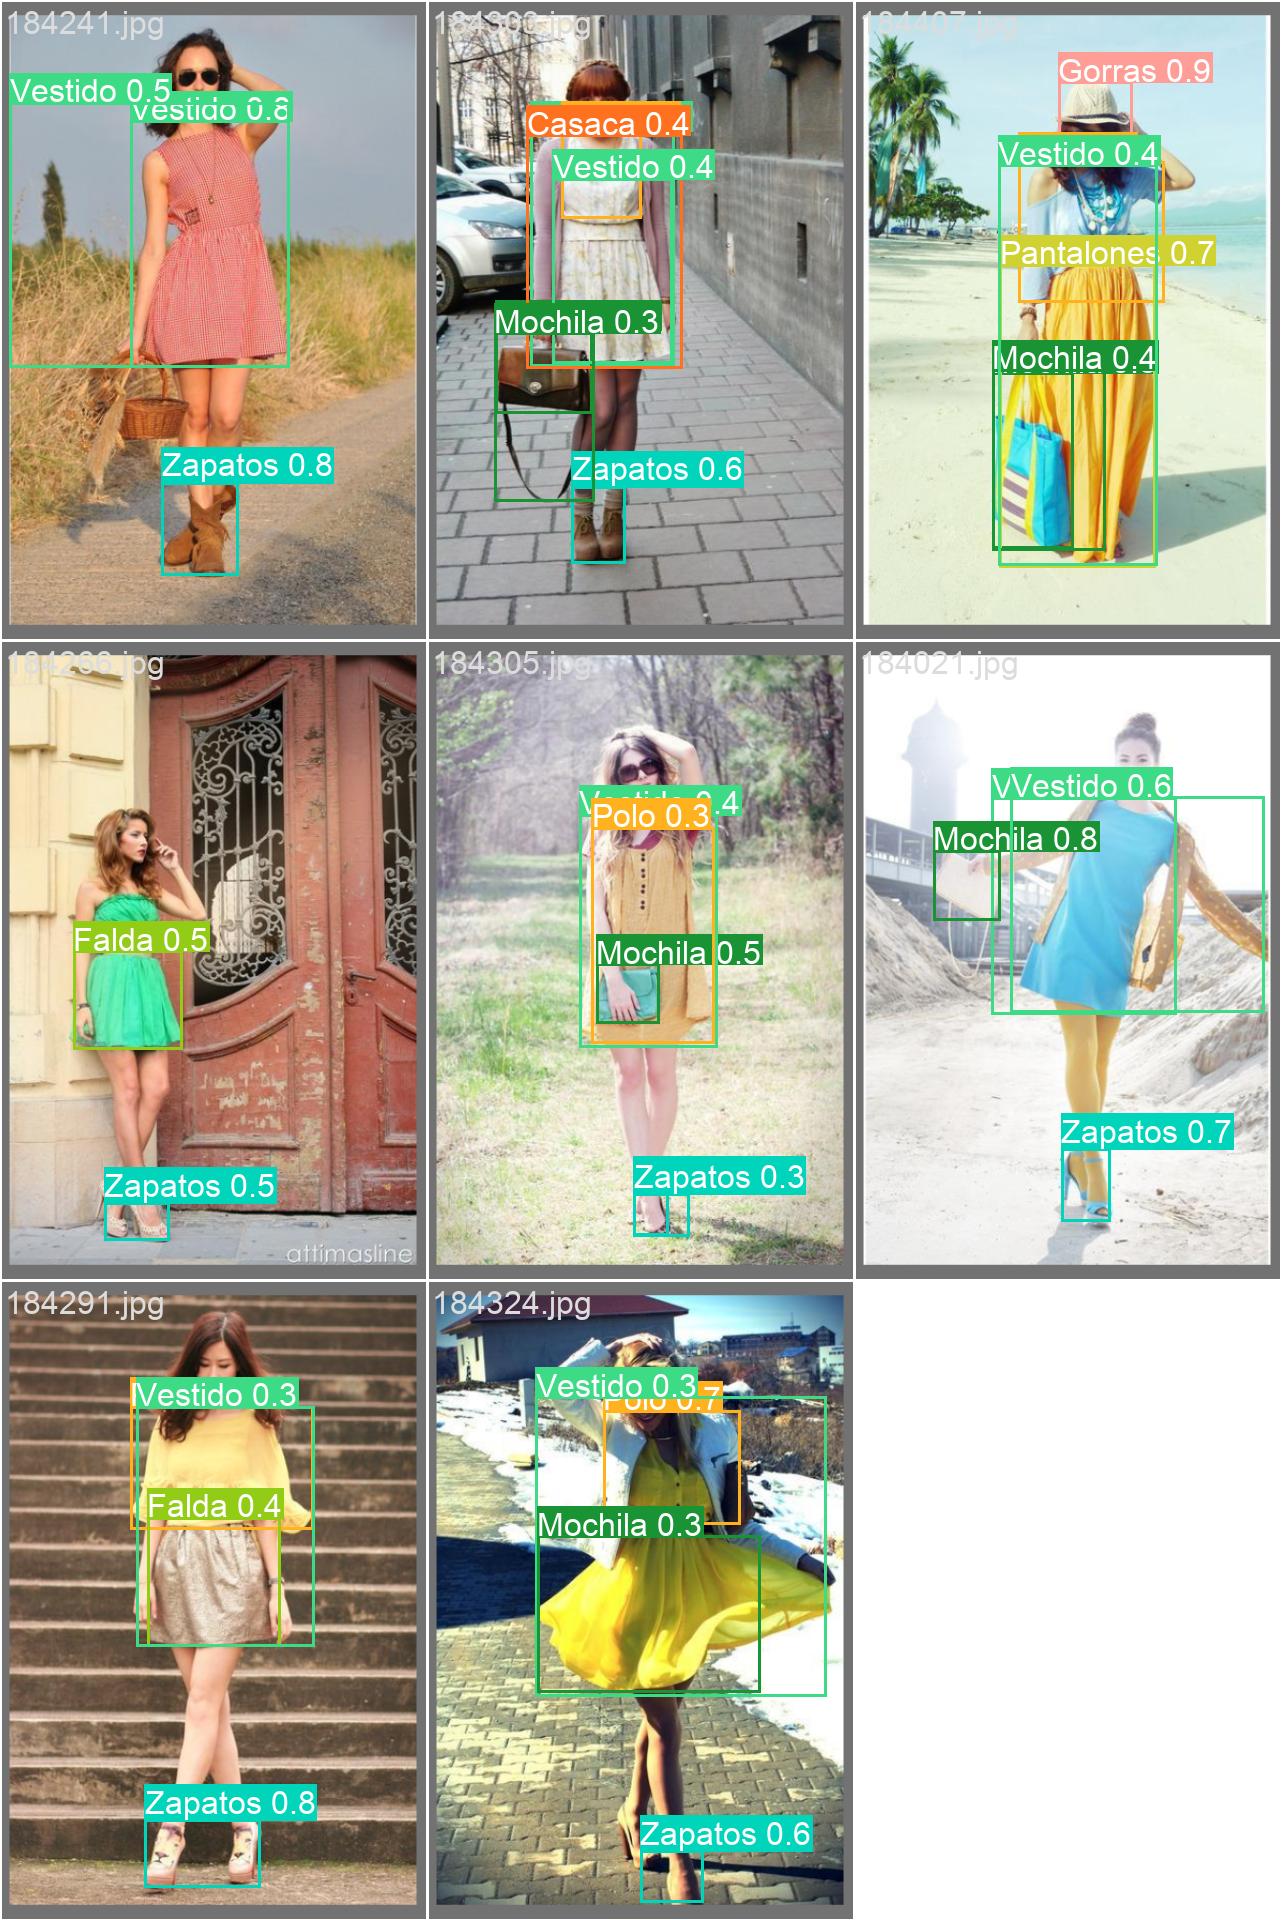 184241.jpg
Vestido 0.5
Vestido 0.8
Zapatos 0.8
184303.jpg
Casaca 0.4
Vestido 0.4
Mochila 0.3
Zapatos 0.6
184407.jpg
Gorras 0.9
Vestido 0.4
Pantalones 0.7
Mochila 0.4
184266.jpg
Falda 0.5
Zapatos 0.5
attimasline
184305.jpg
Vestido 0.4
Polo 0.3
Mochila 0.5
Zapatos 0.3
184021.jpg
VVestido 0.6
Mochila 0.8
Zapatos 0.7
184291.jpg
Vestido 0.3
Falda 0.4
Zapatos 0.8
184324.jpg
Vestido 0.3
Polo 0.7
Mochila 0.3
Zapatos 0.6